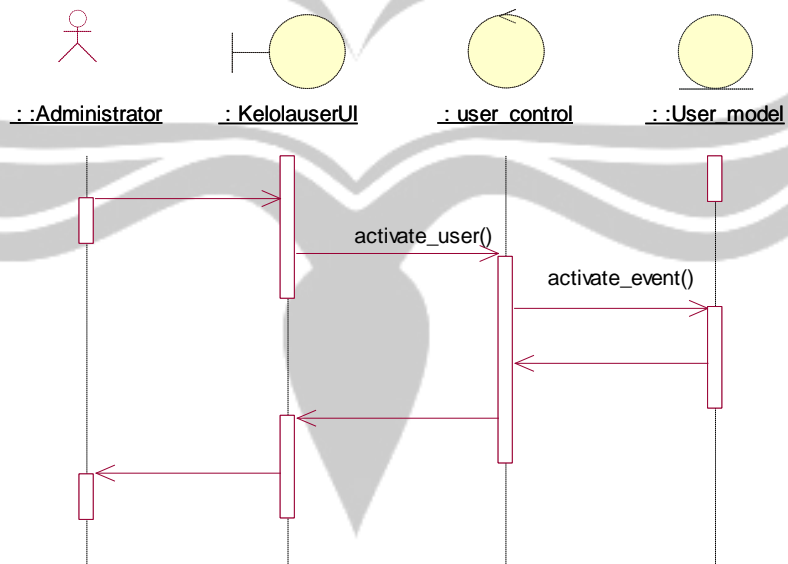 : :Administrator
: KelolauserUI
: user_control
: :User_model
activate_user()
activate_event()